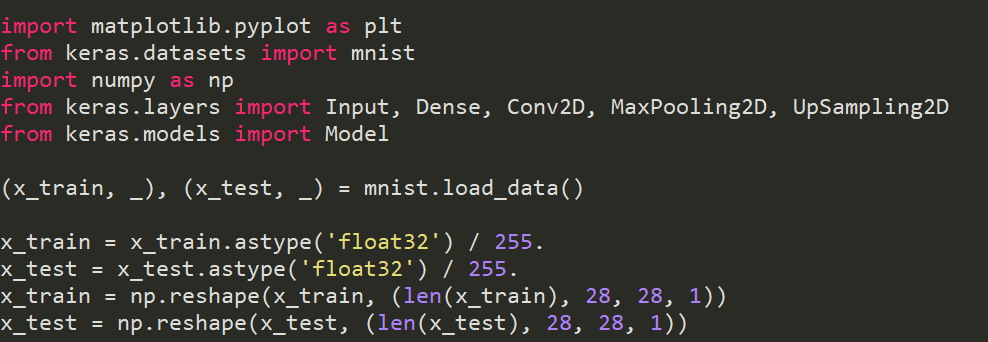 import matplotlib.pyplot as plt
from keras.datasets import mnist
import numpy as np
from keras.layers import Input, Dense, Conv2D, MaxPooling2D, UpSampling2D
from keras.models import Model
(x_train, _), (x_test, _) = mnist.load_data()
x_train = x_train.astype('float32') / 255.
x_test = x_test.astype('float32') / 255.
x_train = np.reshape(x_train, (len(x_train), 28, 28, 1))
x_test = np.reshape(x_test, (len(x_test), 28, 28, 1))